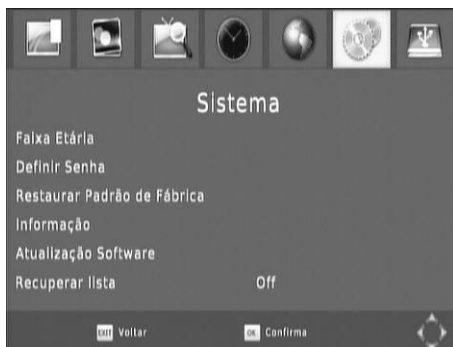 Sistema
Faixa Etária
Definir Senha
Restaurar Padrão de Fábrica
Informação
Atualização Software
Recuperar lista Off
EXIT Voltar OK Confirma